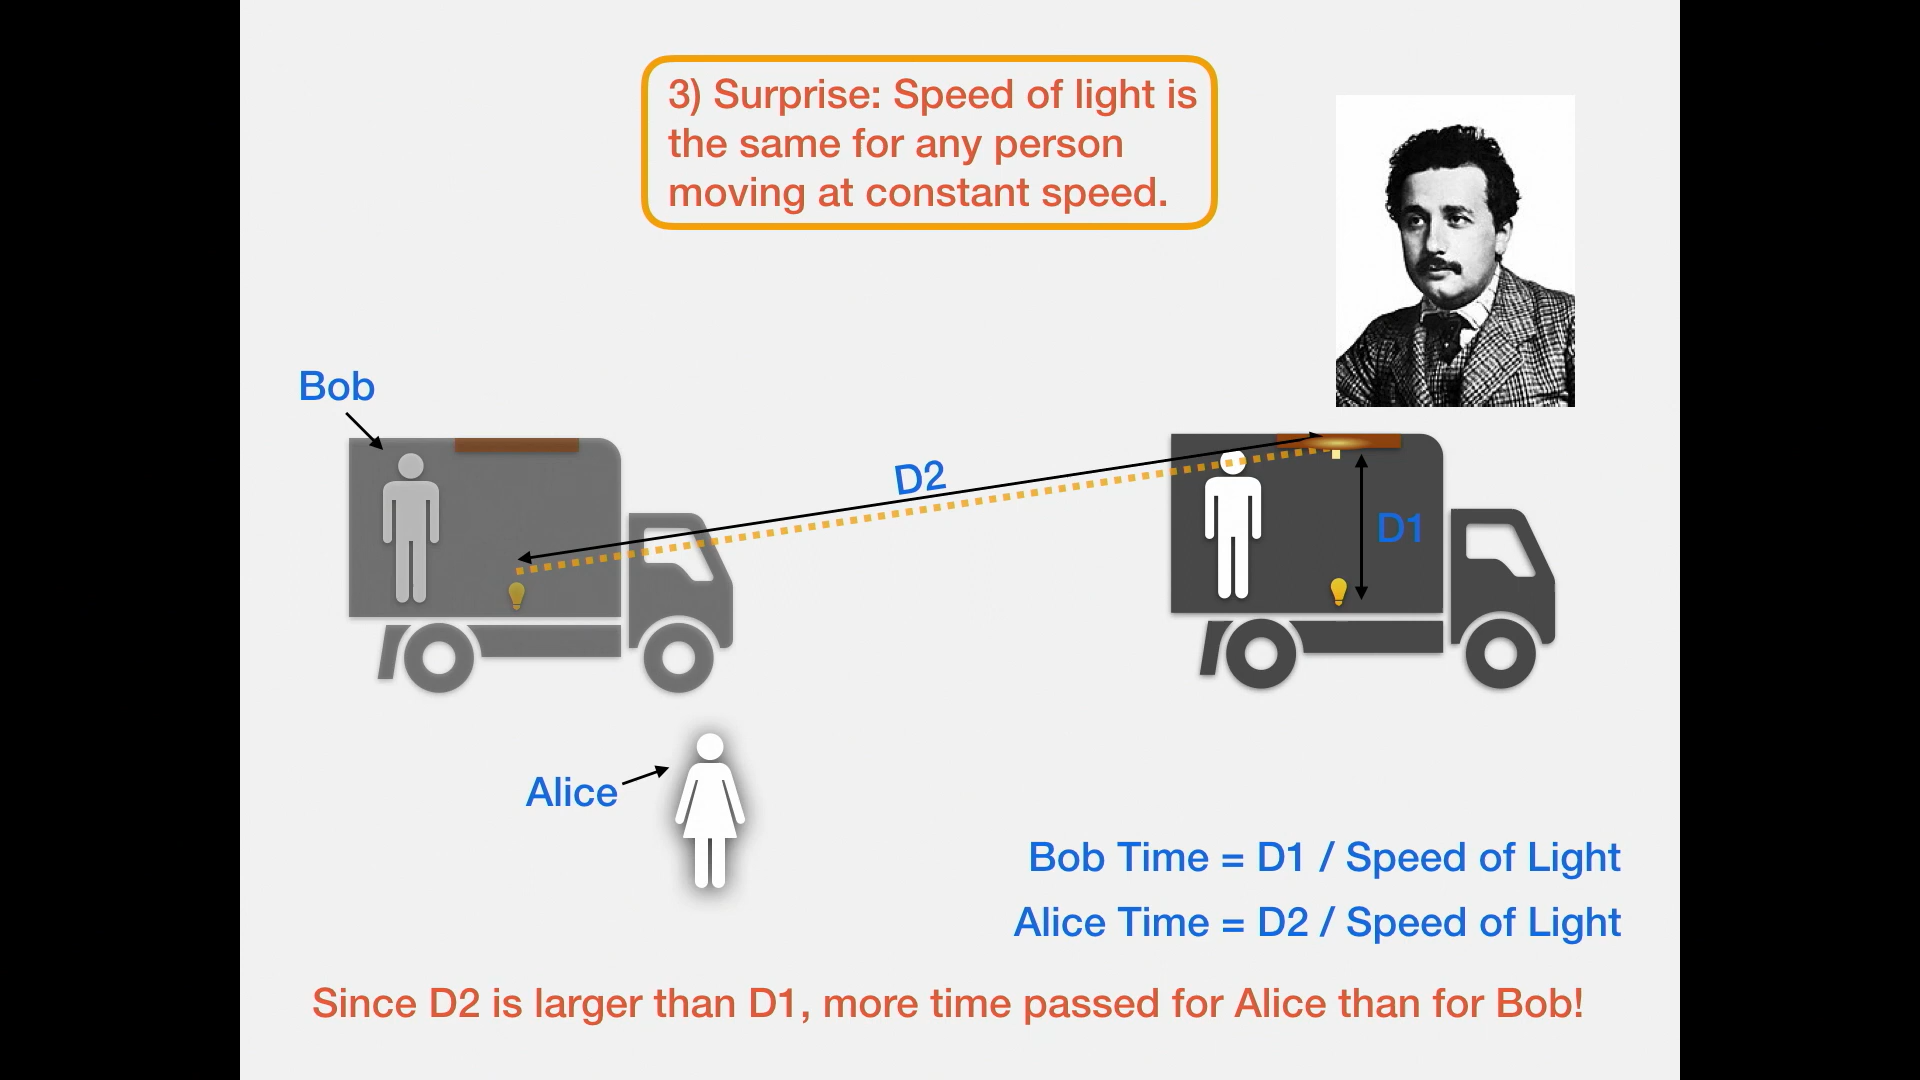 3) Surprise: Speed of light is
the same for any person
moving at constant speed.
Bob
D2
D1
Alice
Bob Time = D1 / Speed of Light
Alice Time = D2 / Speed of Light
Since D2 is larger than D1, more time passed for Alice than for Bob!